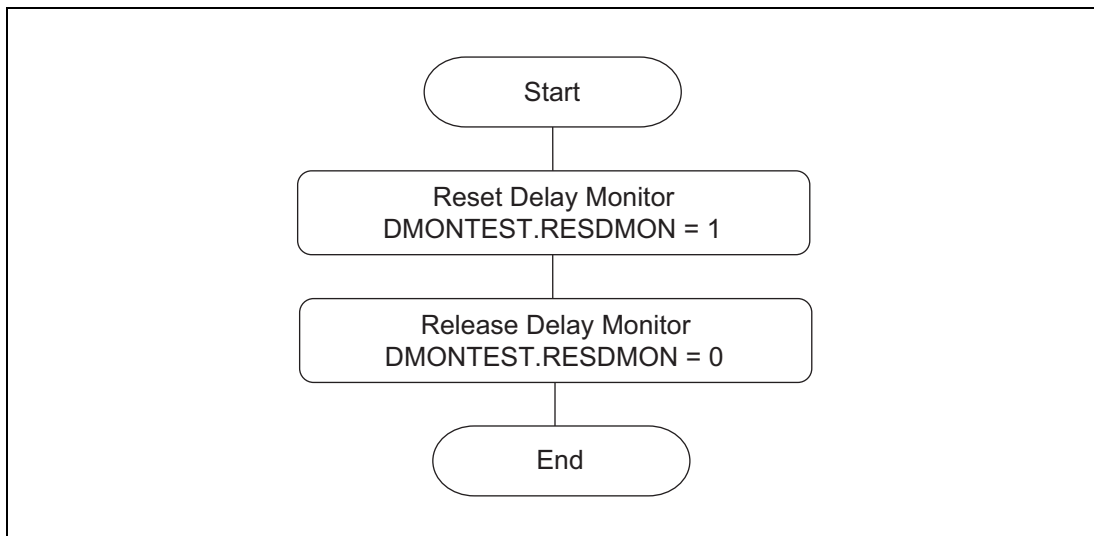 Start
Reset Delay Monitor
DMONTEST.RESDMON = 1
Release Delay Monitor
DMONTEST.RESDMON = 0
End